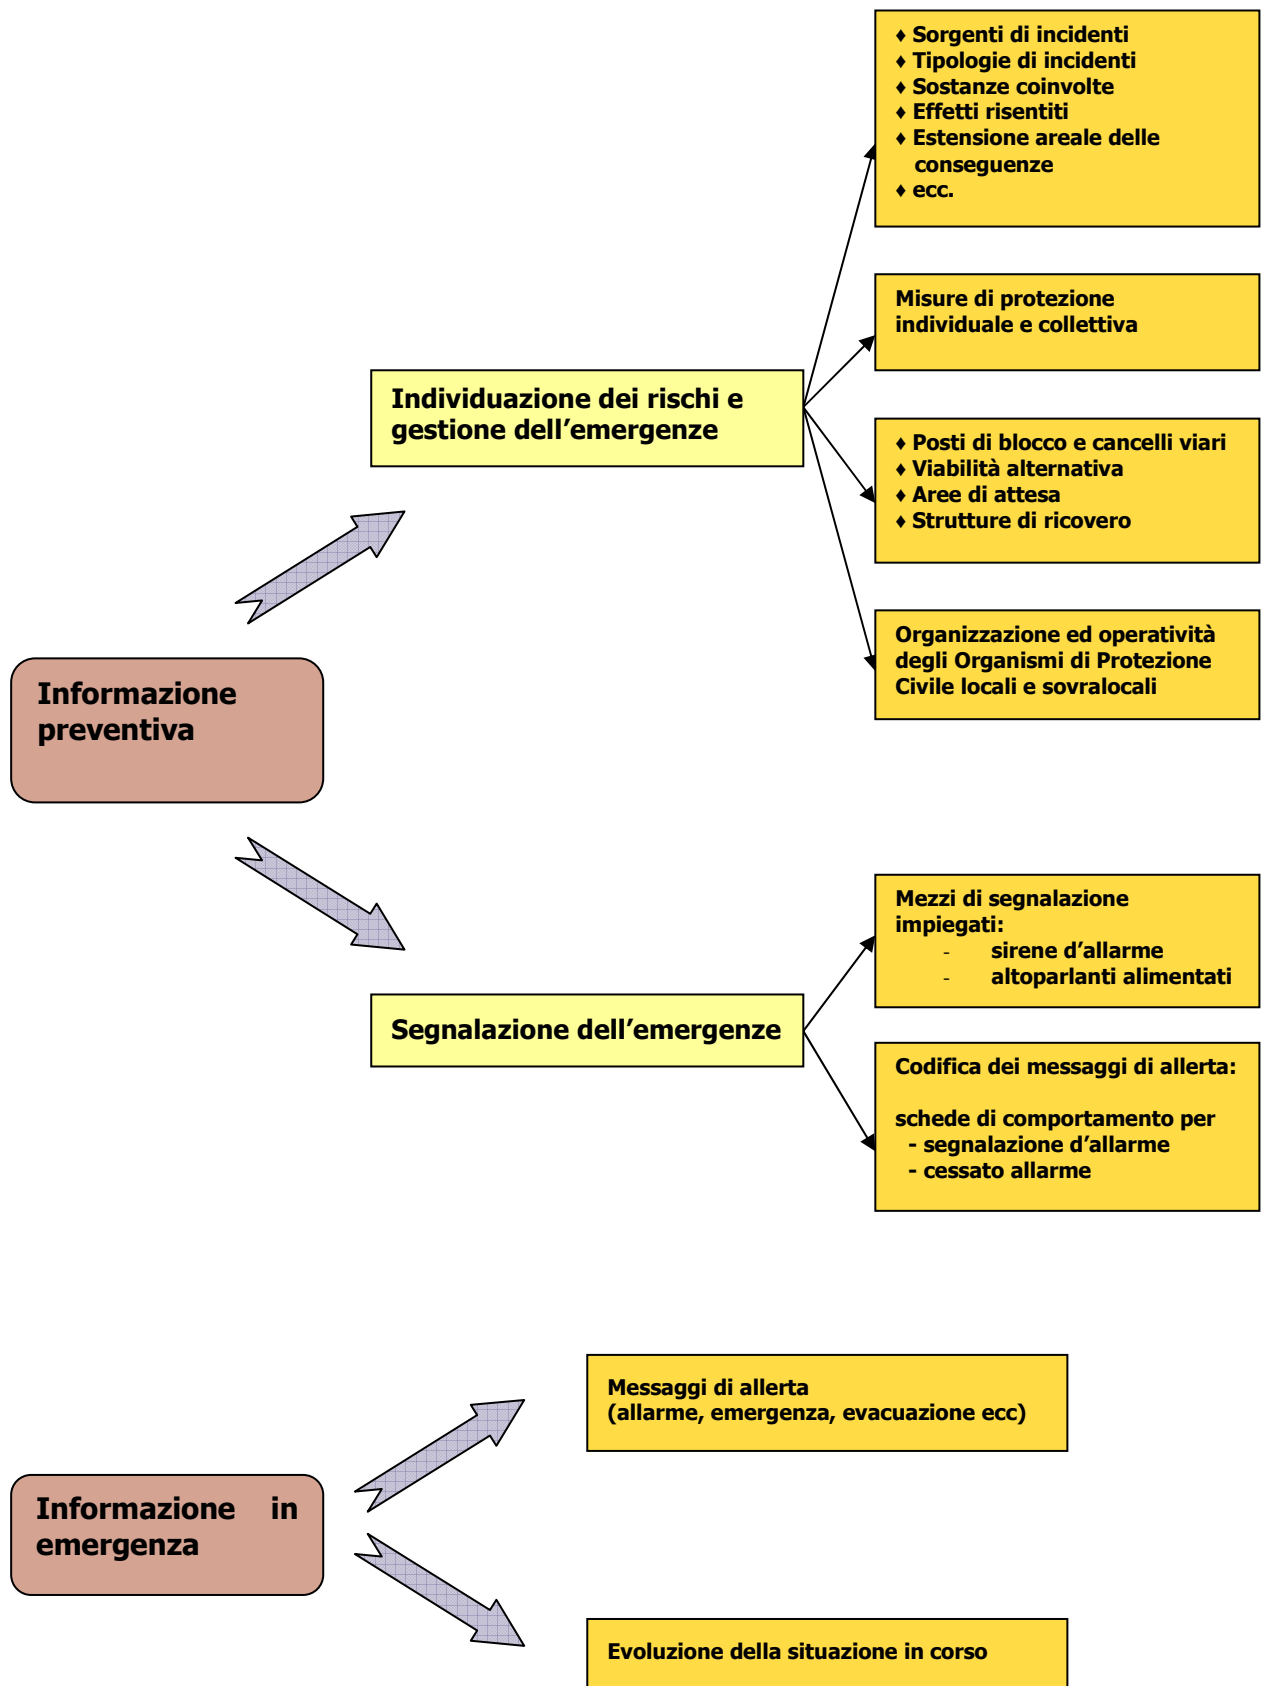 ♦ Sorgenti di incidenti
♦ Tipologie di incidenti
♦ Sostanze coinvolte
♦ Effetti risentiti
♦ Estensione areale delle
conseguenze
♦ ecc.
Misure di protezione
individuale e collettiva
Individuazione dei rischi e
gestione dell’emergenze
♦ Posti di blocco e cancelli viari
♦ Viabilità alternativa
♦ Aree di attesa
♦ Strutture di ricovero
Organizzazione ed operatività
degli Organismi di Protezione
Civile locali e sovralocali
Informazione
preventiva
Mezzi di segnalazione
impiegati:
- sirene d’allarme
- altoparlanti alimentati
Segnalazione dell’emergenze
Codifica dei messaggi di allerta:
schede di comportamento per
- segnalazione d’allarme
- cessato allarme
Messaggi di allerta
(allarme, emergenza, evacuazione ecc)
Informazione in
emergenza
Evoluzione della situazione in corso